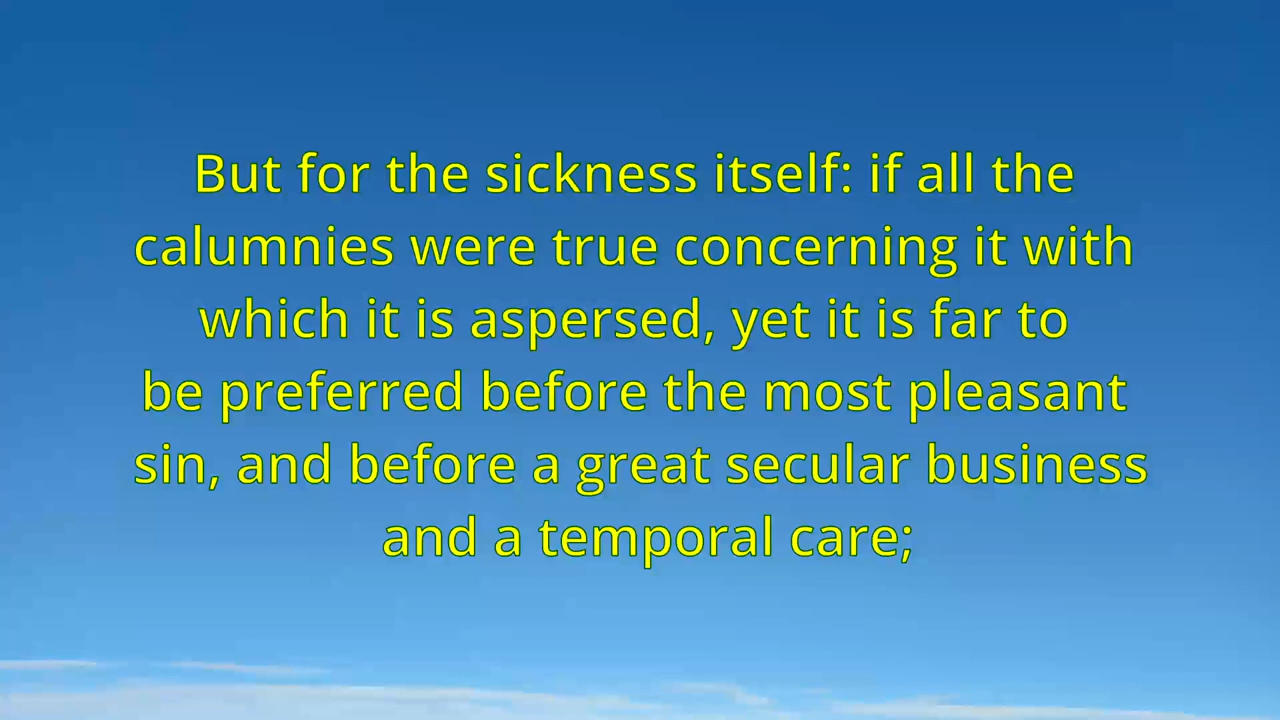 But for the sickness itself: if all the
calumnies were true concerning it with
which it is aspersed, yet it is far to
be preferred before the most pleasant
sin, and before a great secular business
and a temporal care;